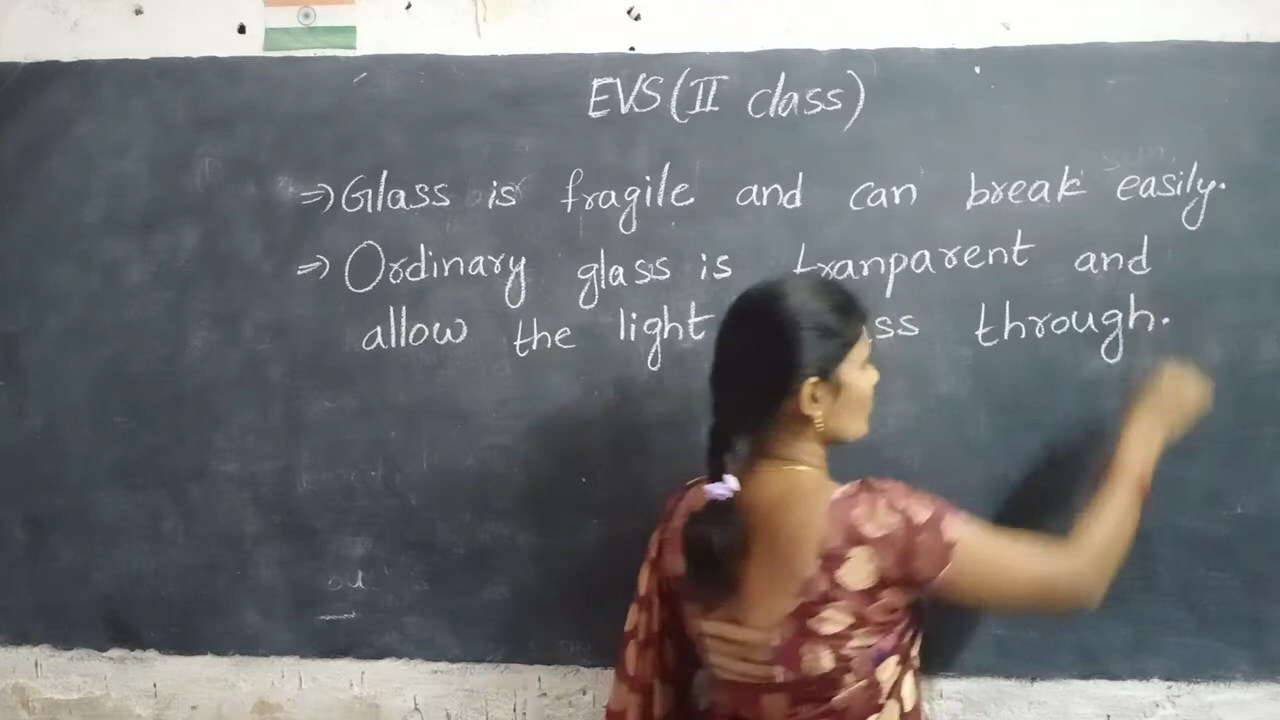 EVS (II class)
⇒ Glass is fragile and can break easily.
⇒ Ordinary glass is tranparent and
allow the light ass through.